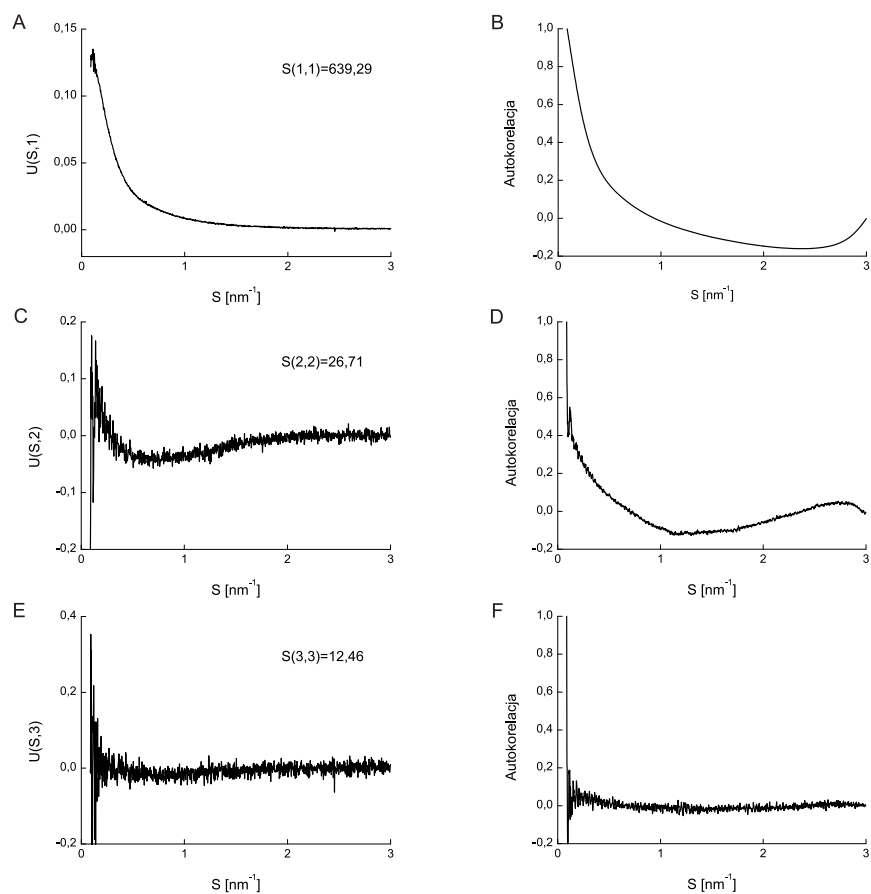 A
0,15
0,10
0,05
0,00
U(S,1)
S(1,1)=639,29
0 1 2 3
S [nm⁻¹]
B
1,0
0,8
0,6
0,4
0,2
0,0
-0,2
Autokorelacja
0 1 2 3
S [nm⁻¹]
C
0,2
0,1
0,0
-0,1
-0,2
U(S,2)
S(2,2)=26,71
0 1 2 3
S [nm⁻¹]
D
1,0
0,8
0,6
0,4
0,2
0,0
-0,2
Autokorelacja
0 1 2 3
S [nm⁻¹]
E
0,4
0,2
0,0
-0,2
U(S,3)
S(3,3)=12,46
0 1 2 3
S [nm⁻¹]
F
1,0
0,8
0,6
0,4
0,2
0,0
-0,2
Autokorelacja
0 1 2 3
S [nm⁻¹]